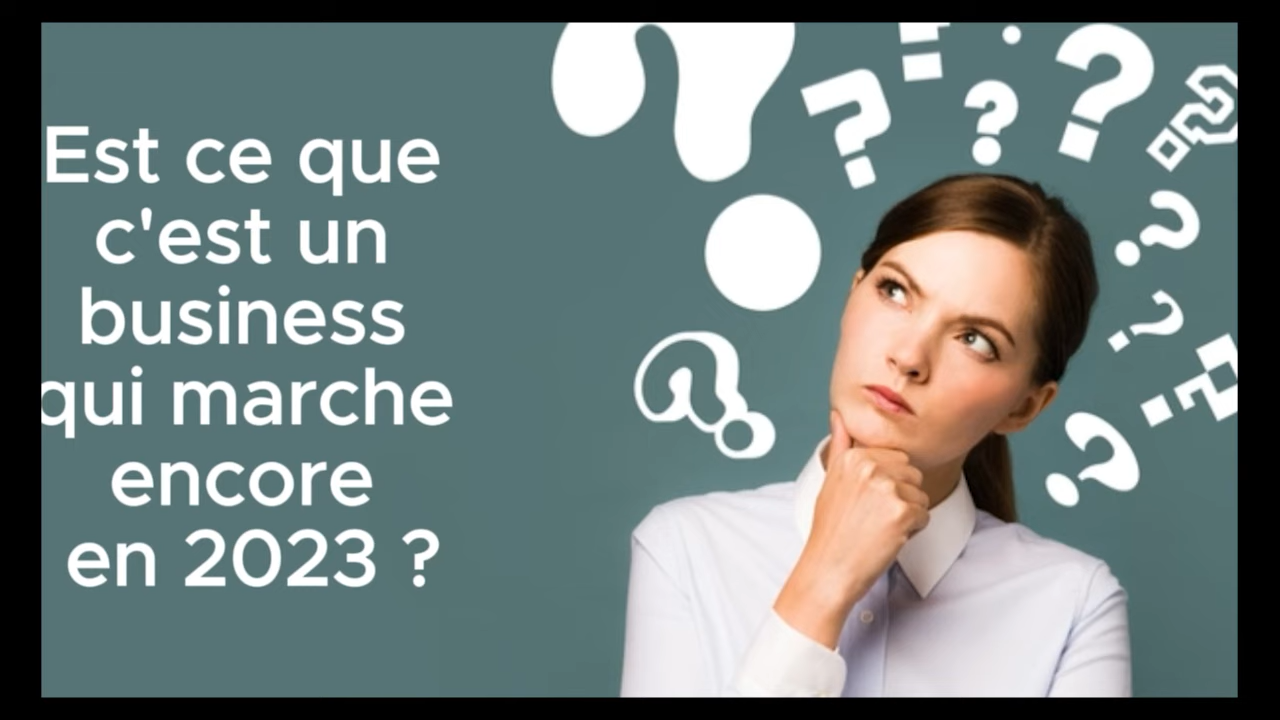 Est ce que
c'est un
business
qui marche
encore
en 2023 ?